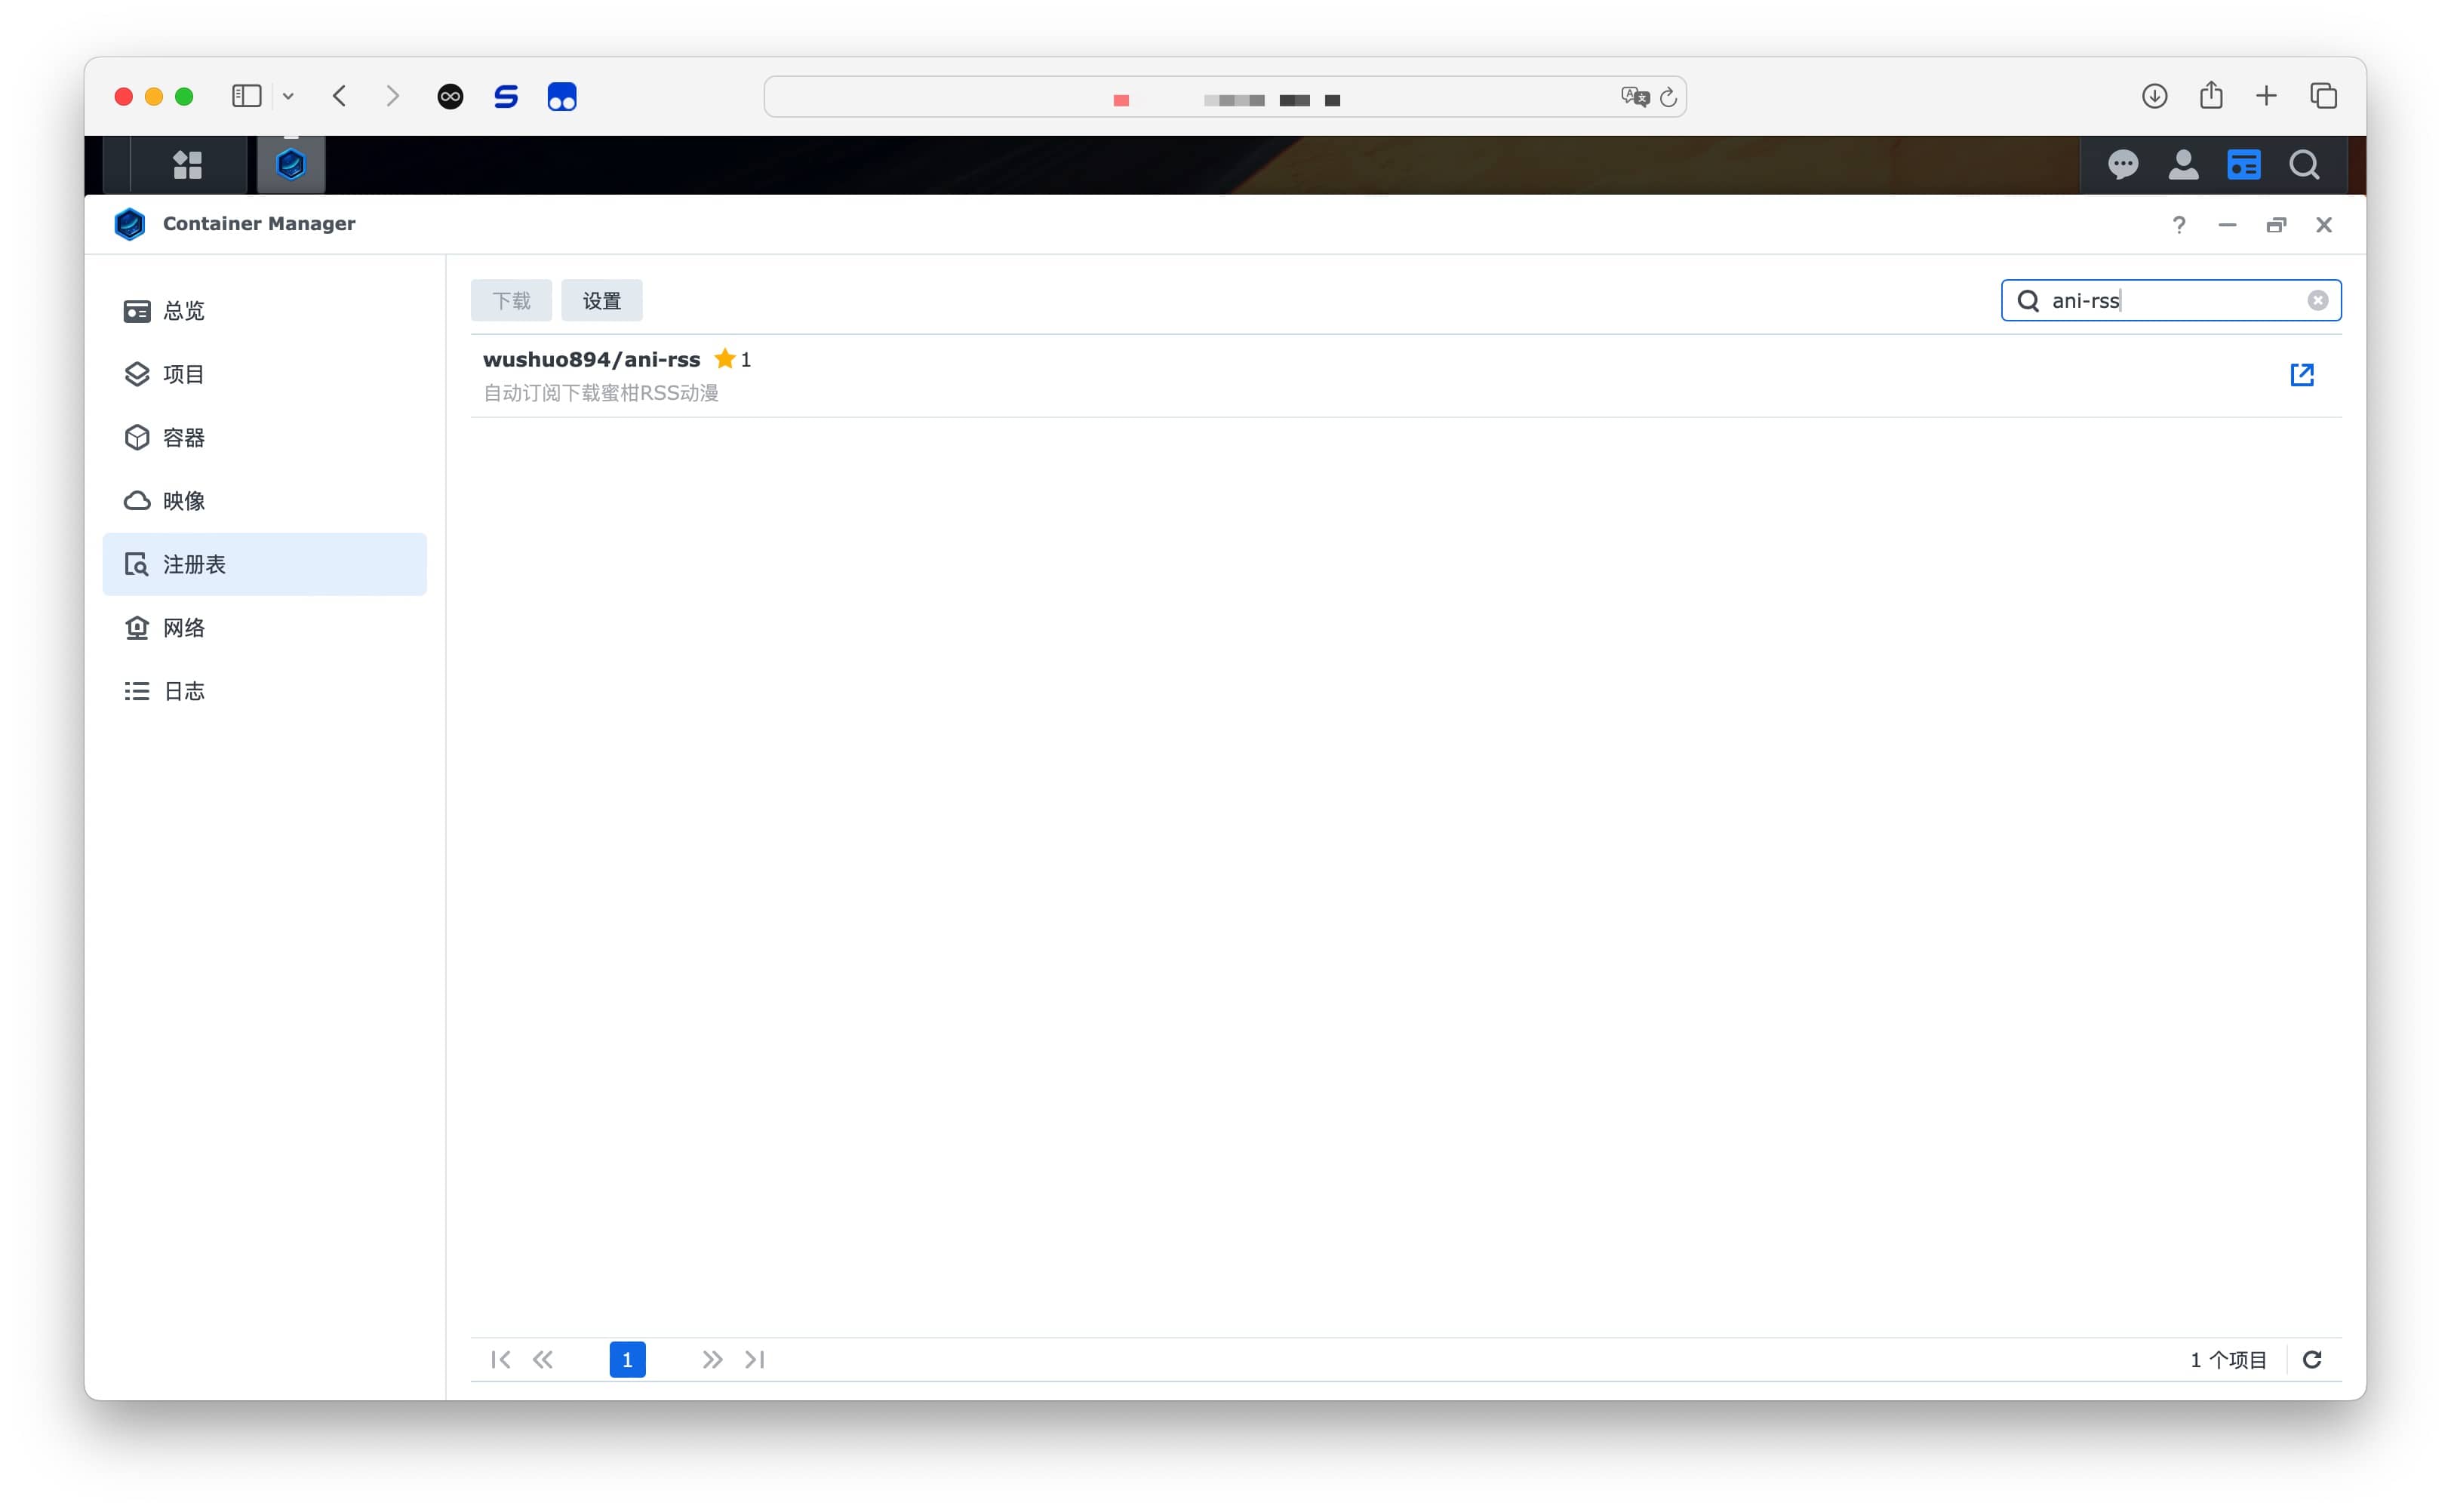 Container Manager
总览
项目
容器
映像
注册表
网络
日志
下载
设置
ani-rss
wushuo894/ani-rss 1
自动订阅下载蜜柑RSS动漫
1
1 个项目